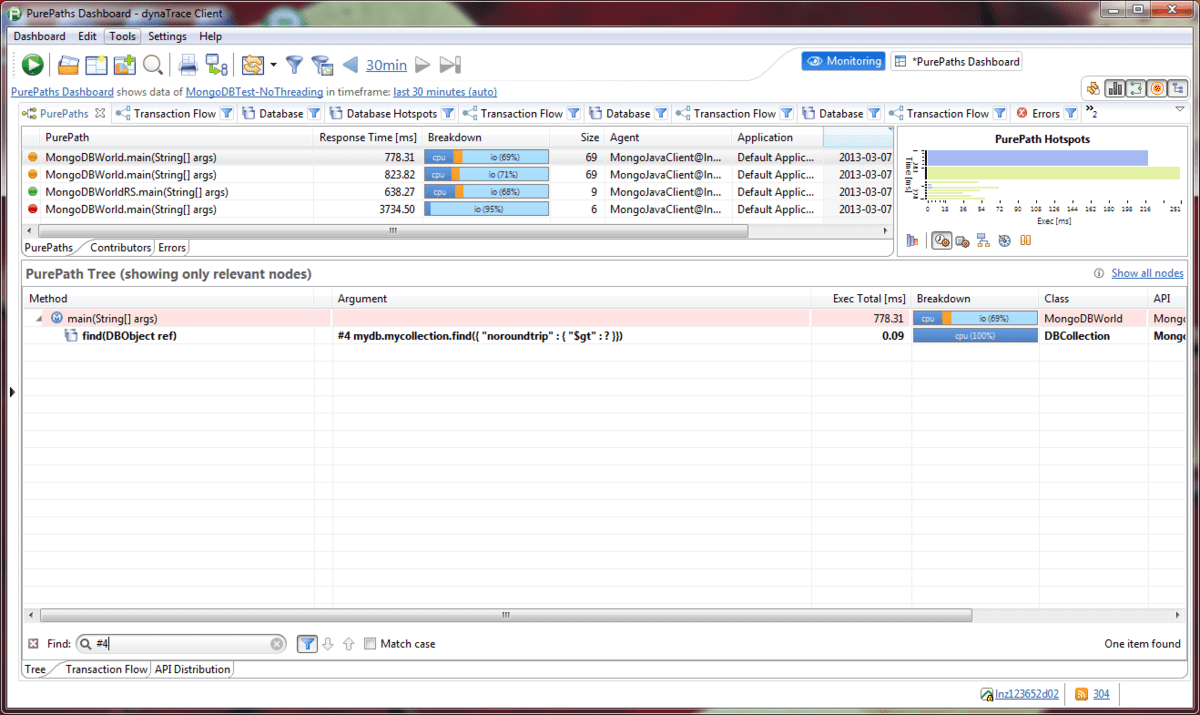 PurePaths Dashboard - dynaTrace Client
Dashboard Edit Tools Settings Help
30min
Monitoring
*PurePaths Dashboard
PurePaths Dashboard shows data of MongoDBTest-NoThreading in timeframe: last 30 minutes (auto)
PurePaths Transaction Flow Database Database Hotspots Transaction Flow Database Transaction Flow Database Transaction Flow Errors »2
PurePath Response Time [ms] Breakdown Size Agent Application
MongoDBWorld.main(String[] args) 778.31 cpu io (69%) 69 MongoJavaClient@In... Default Applic... 2013-03-07
MongoDBWorld.main(String[] args) 823.82 cpu io (71%) 69 MongoJavaClient@In... Default Applic... 2013-03-07
MongoDBWorldRS.main(String[] args) 638.27 cpu io (68%) 9 MongoJavaClient@In... Default Applic... 2013-03-07
MongoDBWorld.main(String[] args) 3734.50 io (95%) 6 MongoJavaClient@In... Default Applic... 2013-03-07
PurePaths Contributors Errors
PurePath Hotspots
Time [ms]
0 18 36 54 72 90 108 126 144 162 180 198 216 251
Exec [ms]
PurePath Tree (showing only relevant nodes)
Show all nodes
Method Argument Exec Total [ms] Breakdown Class API
main(String[] args) 778.31 cpu io (69%) MongoDBWorld Mongo
find(DBObject ref) #4 mydb.mycollection.find({ "noroundtrip" : { "$gt" : ? }}) 0.09 cpu (100%) DBCollection Mongo
Find: #4 Match case One item found
Tree Transaction Flow API Distribution
lnz123652d02 304